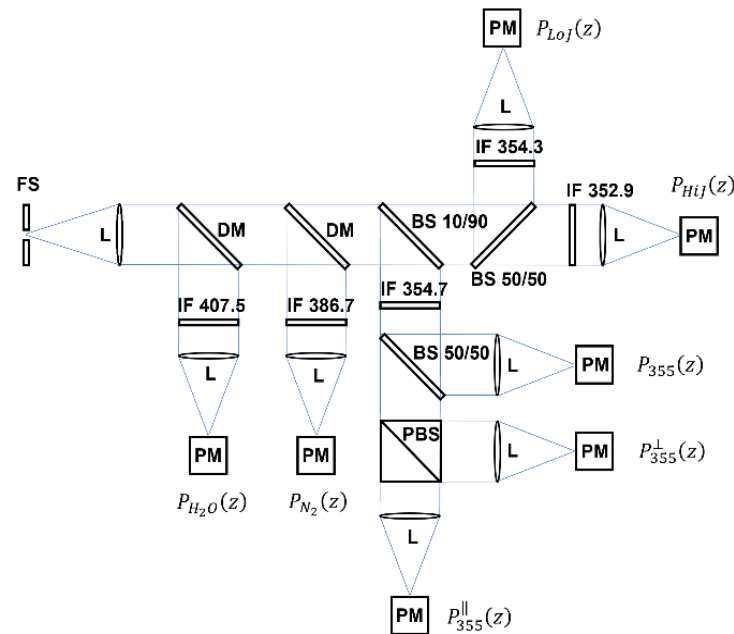 PM $P_{LoJ}(z)$
L
IF 354.3
FS
IF 352.9
$P_{HiJ}(z)$
L
DM
DM
BS 10/90
L
PM
BS 50/50
IF 407.5
IF 386.7
IF 354.7
BS 50/50
L
L
L
PM $P_{355}(z)$
PBS
PM
PM
L
PM $P_{355}^{\perp}(z)$
$P_{H_2O}(z)$
$P_{N_2}(z)$
L
PM $P_{355}^{\parallel}(z)$